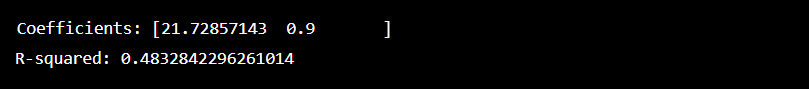 Coefficients: [21.72857143  0.9       ]
R-squared: 0.4832842296261014